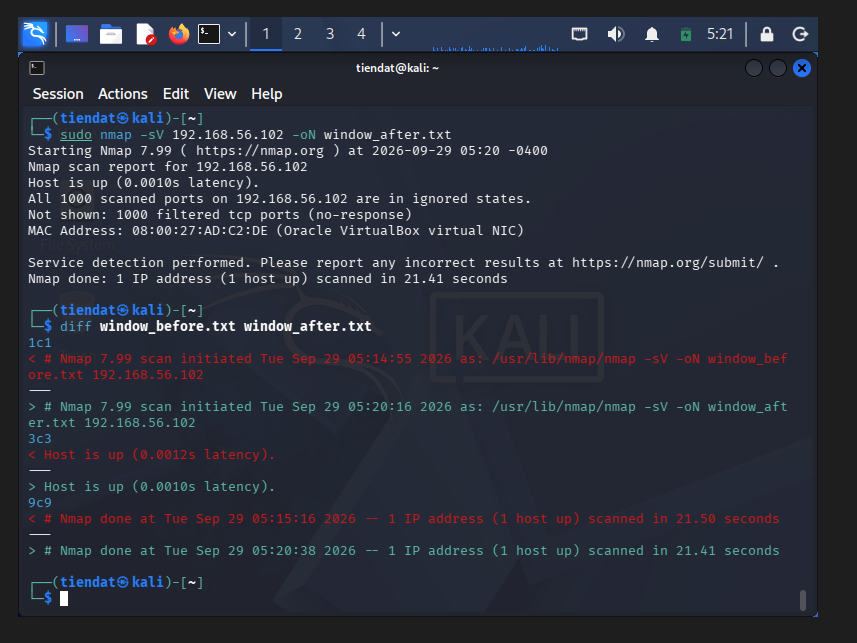 1 2 3 4 5:21
tiendat@kali: ~
Session Actions Edit View Help
┌──(tiendat㉿kali)-[~]
└─$ sudo nmap -sV 192.168.56.102 -oN window_after.txt
Starting Nmap 7.99 ( https://nmap.org ) at 2026-09-29 05:20 -0400
Nmap scan report for 192.168.56.102
Host is up (0.0010s latency).
All 1000 scanned ports on 192.168.56.102 are in ignored states.
Not shown: 1000 filtered tcp ports (no-response)
MAC Address: 08:00:27:AD:C2:DE (Oracle VirtualBox virtual NIC)
File System
Service detection performed. Please report any incorrect results at https://nmap.org/submit/ .
Nmap done: 1 IP address (1 host up) scanned in 21.41 seconds
┌──(tiendat㉿kali)-[~]
└─$ diff window_before.txt window_after.txt
KALI
1c1
< # Nmap 7.99 scan initiated Tue Sep 29 05:14:55 2026 as: /usr/lib/nmap/nmap -sV -oN window_bef
ore.txt 192.168.56.102
---
> # Nmap 7.99 scan initiated Tue Sep 29 05:20:16 2026 as: /usr/lib/nmap/nmap -sV -oN window_aft
er.txt 192.168.56.102
3c3
< Host is up (0.0012s latency).
---
> Host is up (0.0010s latency).
9c9
< # Nmap done at Tue Sep 29 05:15:16 2026 -- 1 IP address (1 host up) scanned in 21.50 seconds
---
> # Nmap done at Tue Sep 29 05:20:38 2026 -- 1 IP address (1 host up) scanned in 21.41 seconds
┌──(tiendat㉿kali)-[~]
└─$